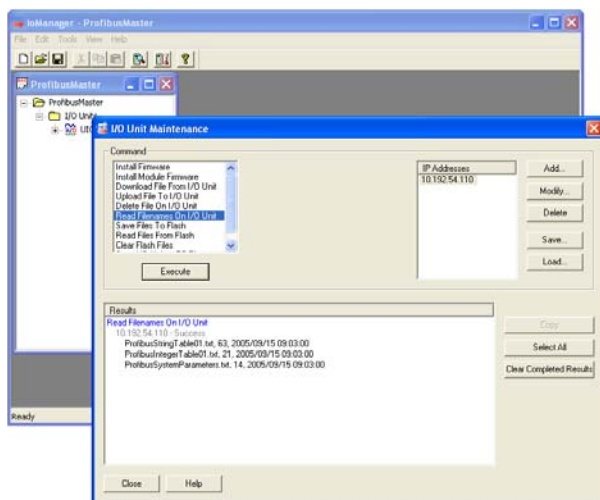 IoManager - ProfibusMaster
File Edit Tools View Help
ProfibusMaster
ProfibusMaster
I/O Units
I/O Unit Maintenance
Command
Install Firmware
Install Module Firmware
Download File From I/O Unit
Upload File To I/O Unit
Delete File On I/O Unit
Read Filenames On I/O Unit
Save Files To Flash
Read Files From Flash
Clear Flash Files
Execute
IP Addresses
10.192.54.110
Add...
Modify...
Delete
Save...
Load...
Results
Read Filenames On I/O Unit
10.192.54.110 - Success
ProfibusStringTable01.txt, 63, 2005/09/15 09:03:00
ProfibusIntegerTable01.txt, 21, 2005/09/15 09:03:00
ProfibusSystemParameters.txt, 14, 2005/09/15 09:03:00
Copy
Select All
Clear Completed Results
Ready
Close
Help